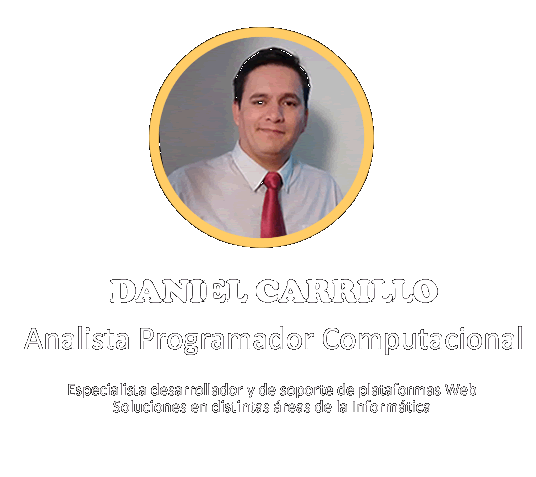 DANIEL CARRILLO
Analista Programador Computacional
Especialista desarrollador y de soporte de plataformas Web
Soluciones en distintas áreas de la Informática